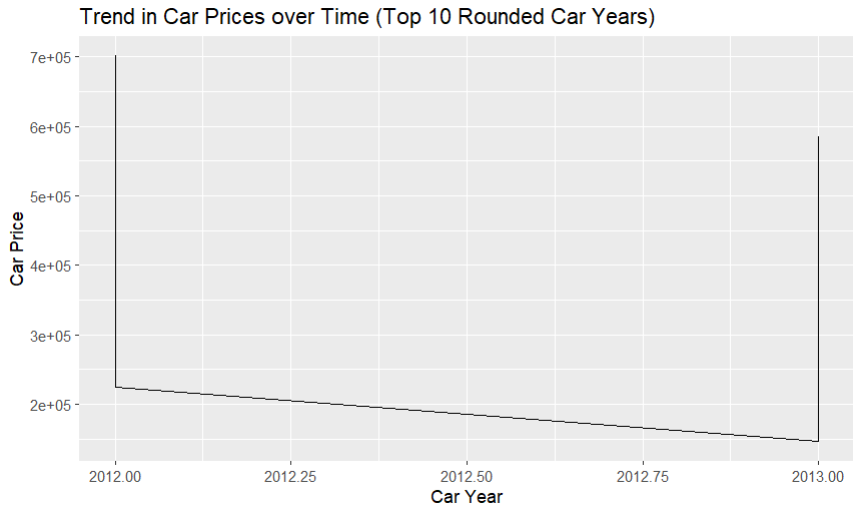 Trend in Car Prices over Time (Top 10 Rounded Car Years)
7e+05
6e+05
5e+05
4e+05
3e+05
2e+05
Car Price
2012.00 2012.25 2012.50 2012.75 2013.00
Car Year